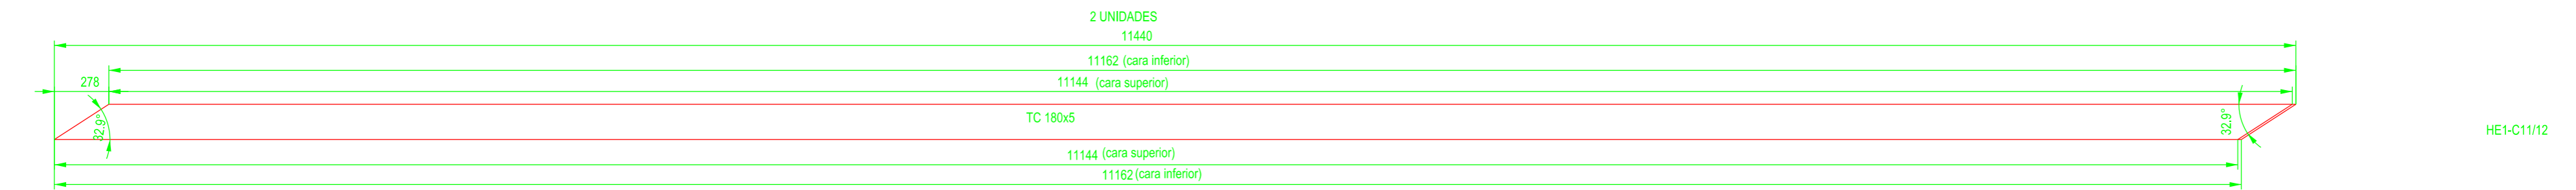 2 UNIDADES
11440
11162 (cara inferior)
278
11144 (cara superior)
32.9°
TC 180x5
32.9°
HE1-C11/12
11144 (cara superior)
11162 (cara inferior)